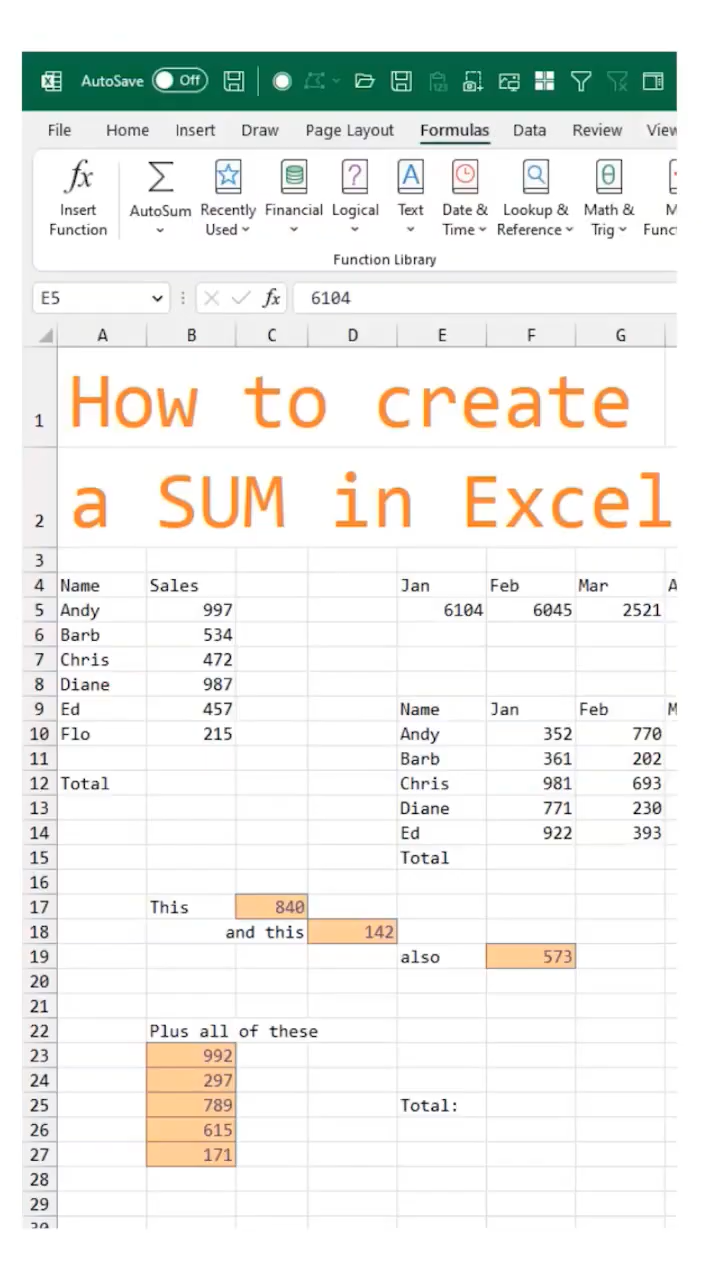 AutoSave Off
File Home Insert Draw Page Layout Formulas Data Review View
fx Σ ? A θ
Insert Function AutoSum Recently Used Financial Logical Text Date & Time Lookup & Reference Math & Trig
Function Library
E5 fx 6104
A B C D E F G
1 How to create
2 a SUM in Excel
3
4 Name Sales Jan Feb Mar A
5 Andy 997 6104 6045 2521
6 Barb 534
7 Chris 472
8 Diane 987
9 Ed 457 Name Jan Feb M
10 Flo 215 Andy 352 770
11 Barb 361 202
12 Total Chris 981 693
13 Diane 771 230
14 Ed 922 393
15 Total
16
17 This 840
18 and this 142
19 also 573
20
21
22 Plus all of these
23 992
24 297
25 789 Total:
26 615
27 171
28
29
30